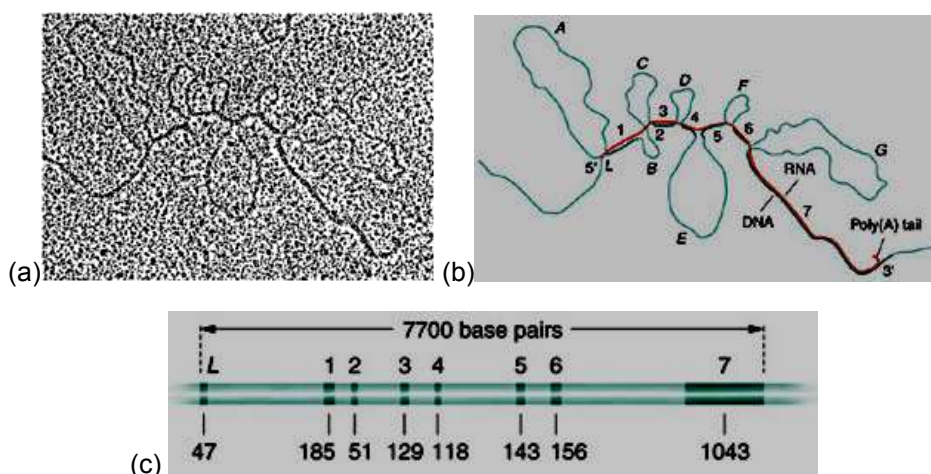 (a)
(b)
A
C
D
F
3
4
1
2
5
6
G
5'
L
B
RNA
DNA
7
E
Poly(A) tail
3'
(c)
7700 base pairs
L 1 2 3 4 5 6 7
47 185 51 129 118 143 156 1043